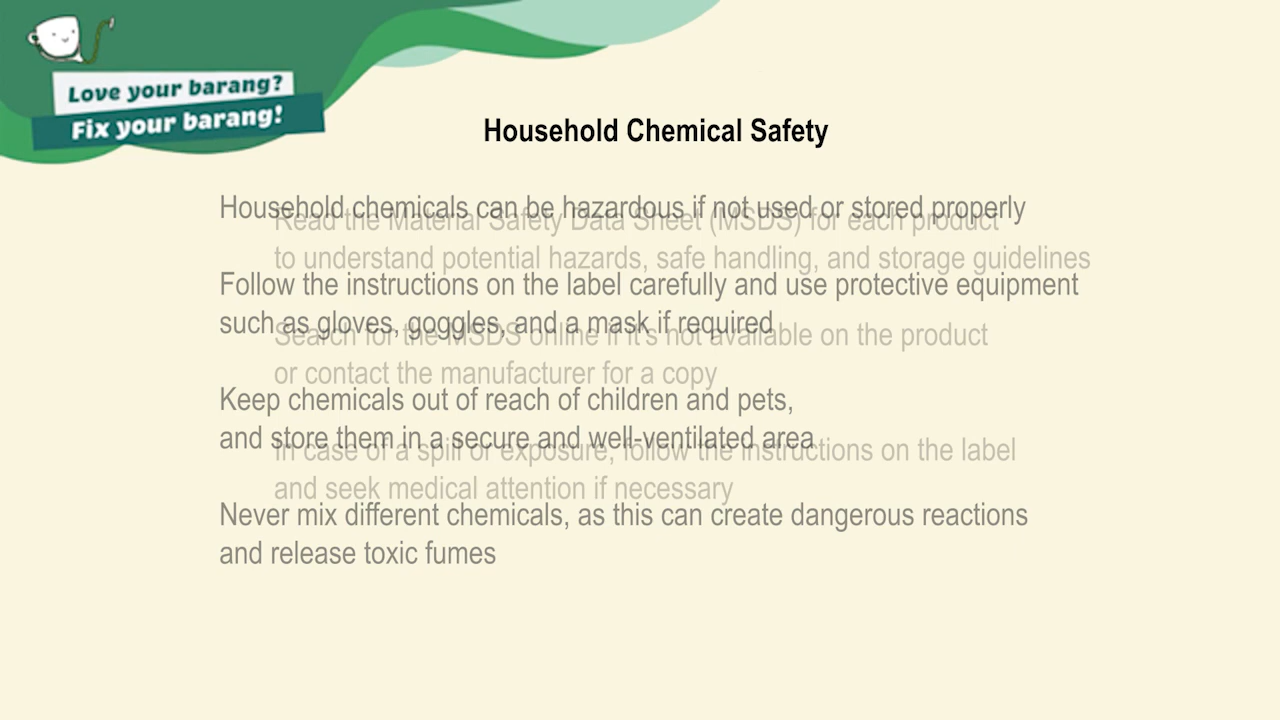 Love your barang?
Fix your barang!
Household Chemical Safety
Household chemicals can be hazardous if not used or stored properly
Read the Material Safety Data Sheet (MSDS) for each product
to understand potential hazards, safe handling, and storage guidelines
Follow the instructions on the label carefully and use protective equipment
such as gloves, goggles, and a mask if required
Search for the MSDS online if it's not available on the product
or contact the manufacturer for a copy
Keep chemicals out of reach of children and pets,
and store them in a secure and well-ventilated area
In case of a spill or exposure, follow the instructions on the label
and seek medical attention if necessary
Never mix different chemicals, as this can create dangerous reactions
and release toxic fumes